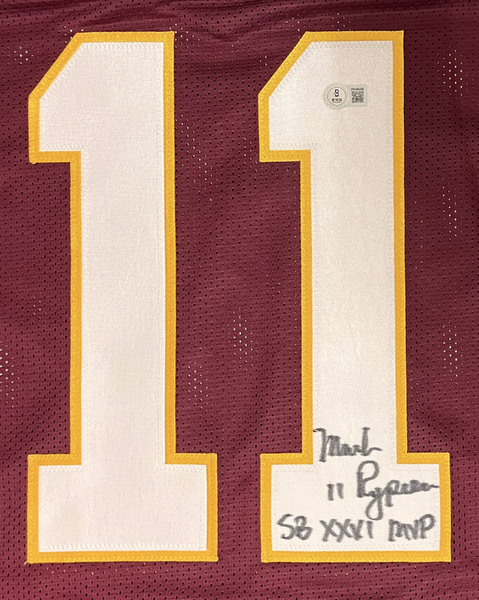 11
Mark
11 Rypien
SB XXVI MVP